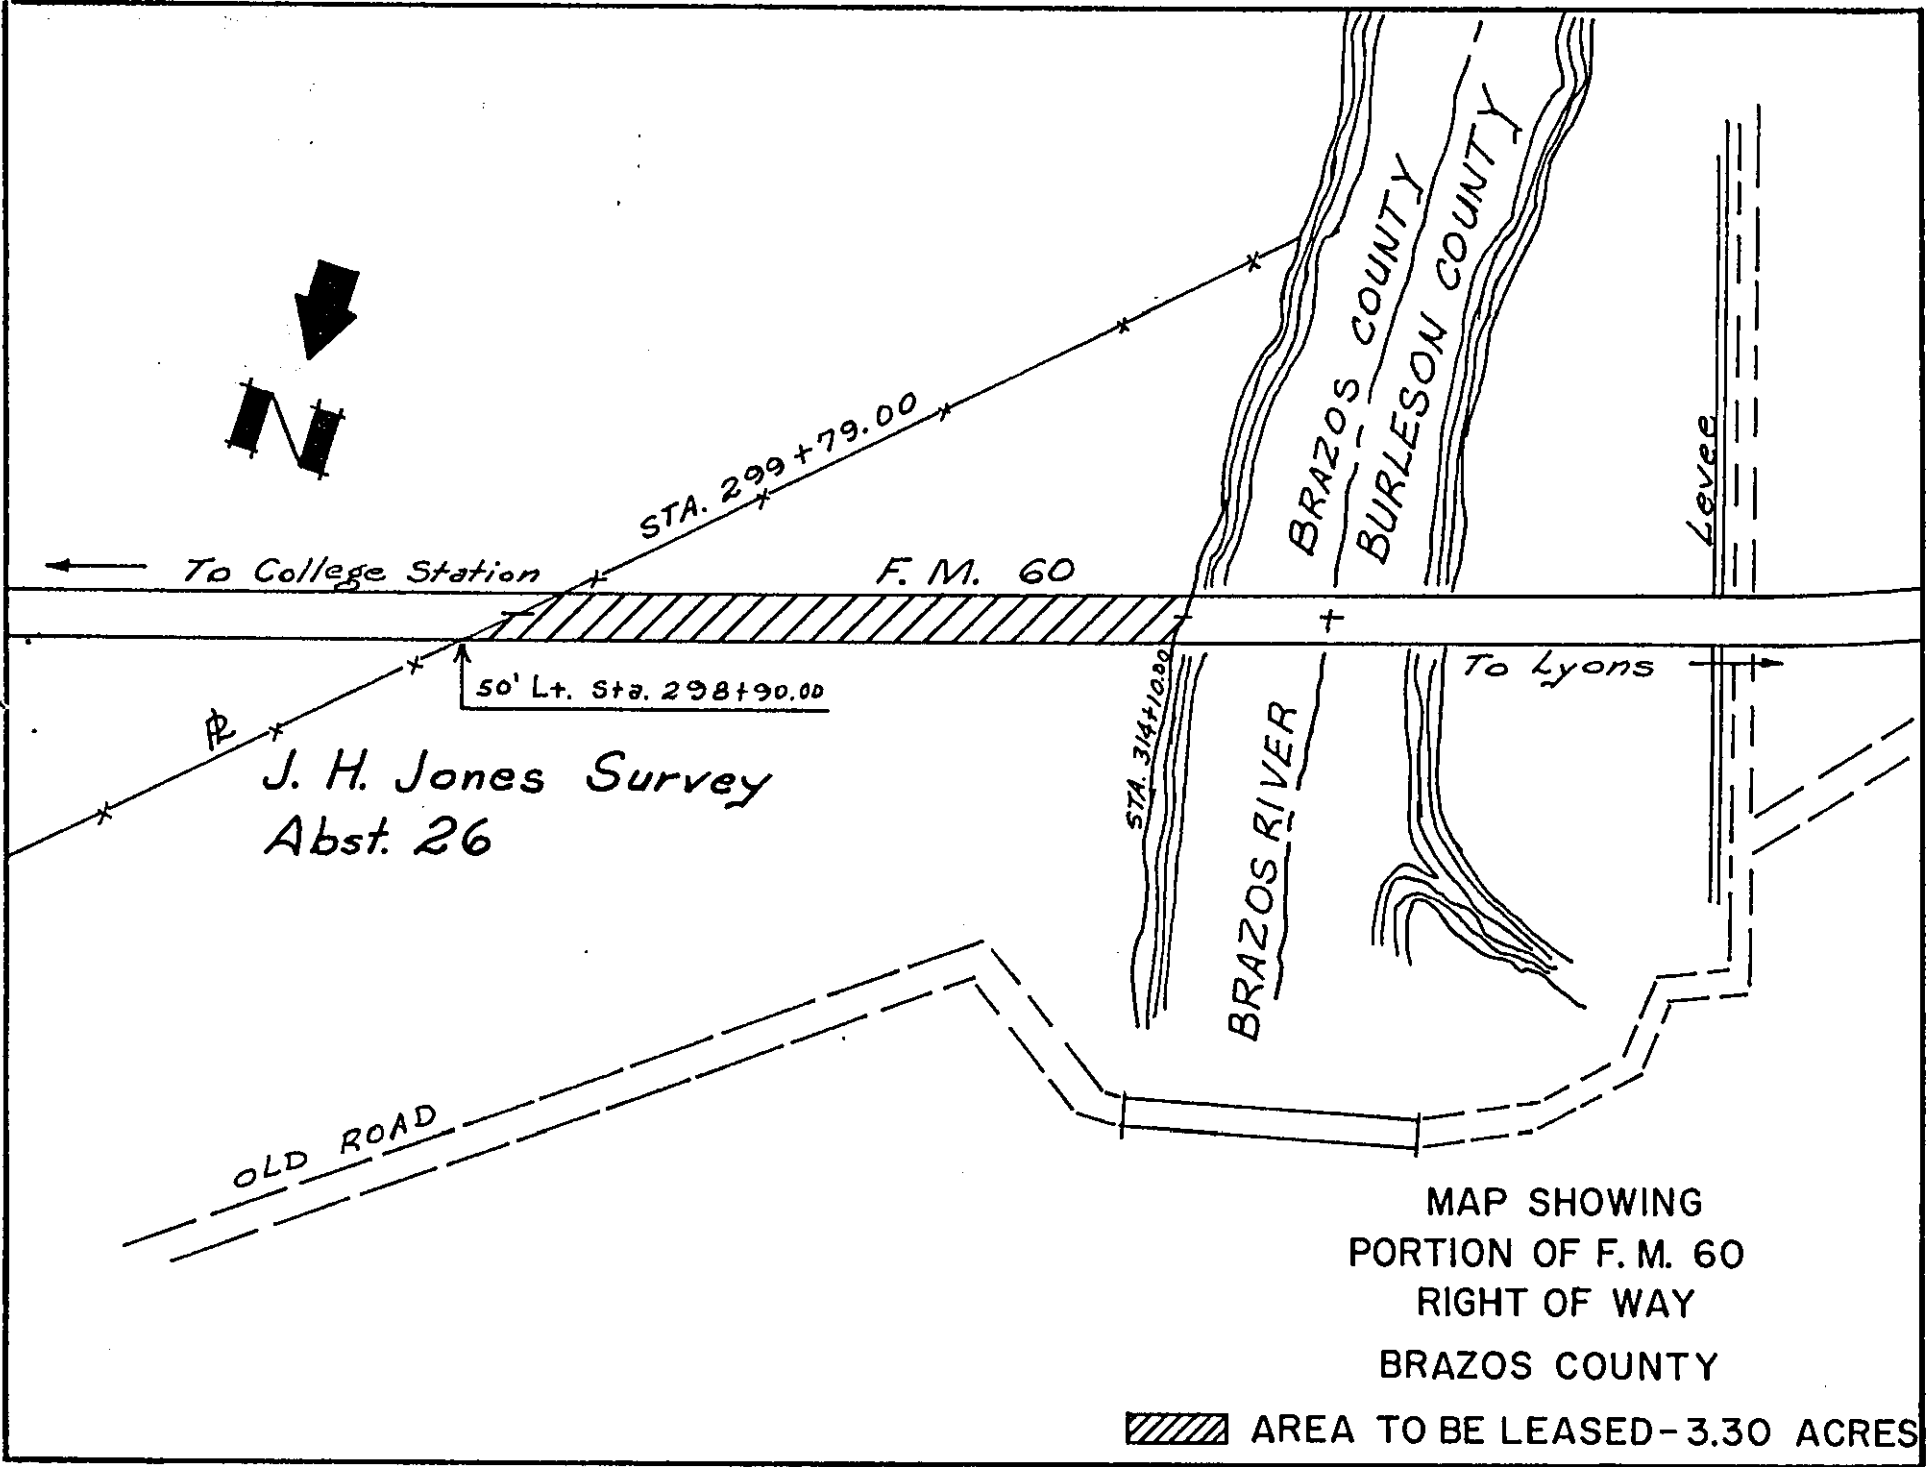 N
STA. 299+79.00
To College Station
F. M. 60
BRAZOS COUNTY
BURLESON COUNTY
Levee
50' Lt. Sta. 298+90.00
STA. 314+10.00
To Lyons
PL
J. H. Jones Survey
Abst. 26
BRAZOS RIVER
OLD ROAD
MAP SHOWING
PORTION OF F. M. 60
RIGHT OF WAY
BRAZOS COUNTY
AREA TO BE LEASED-3.30 ACRES